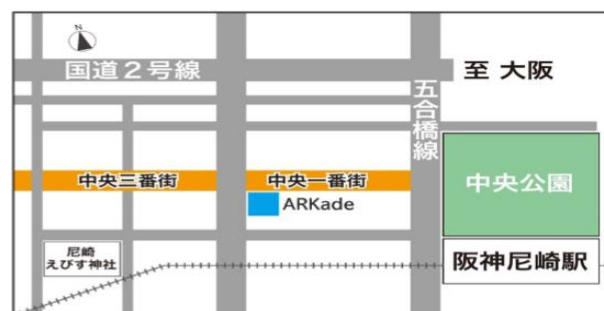 N
国道２号線
至 大阪
五合橋線
中央三番街
中央一番街
中央公園
ARKade
尼崎
えびす神社
阪神尼崎駅